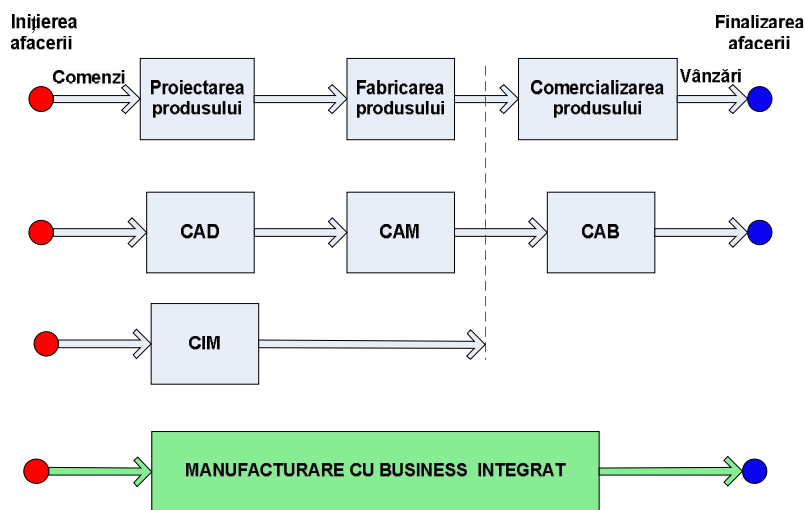 Inițierea
afacerii
Finalizarea
afacerii
Comenzi
Proiectarea
produsului
Fabricarea
produsului
Comercializarea
produsului
Vânzări
CAD
CAM
CAB
CIM
MANUFACTURARE CU BUSINESS INTEGRAT